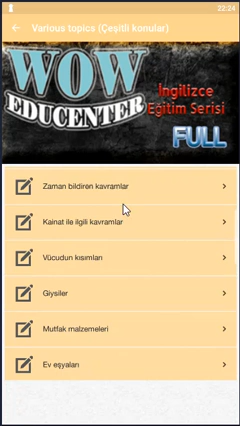 22:24
Various topics (Çeşitli konular)
WOW
EDUCENTER
İngilizce
Eğitim Serisi
FULL
Zaman bildiren kavramlar
Kainat ile ilgili kavramlar
Vücudun kısımları
Giysiler
Mutfak malzemeleri
Ev eşyaları